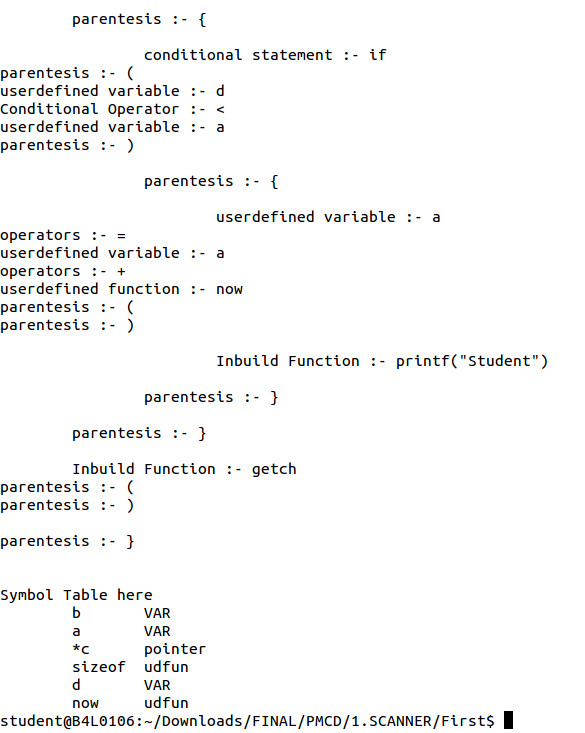 parentesis :- {
conditional statement :- if
parentesis :- (
userdefined variable :- d
Conditional Operator :- <
userdefined variable :- a
parentesis :- )
parentesis :- {
userdefined variable :- a
operators :- =
userdefined variable :- a
operators :- +
userdefined function :- now
parentesis :- (
parentesis :- )
Inbuild Function :- printf("Student")
parentesis :- }
parentesis :- }
Inbuild Function :- getch
parentesis :- (
parentesis :- )
parentesis :- }
Symbol Table here
b VAR
a VAR
*c pointer
sizeof udfun
d VAR
now udfun
student@B4L0106:~/Downloads/FINAL/PMCD/1.SCANNER/First$